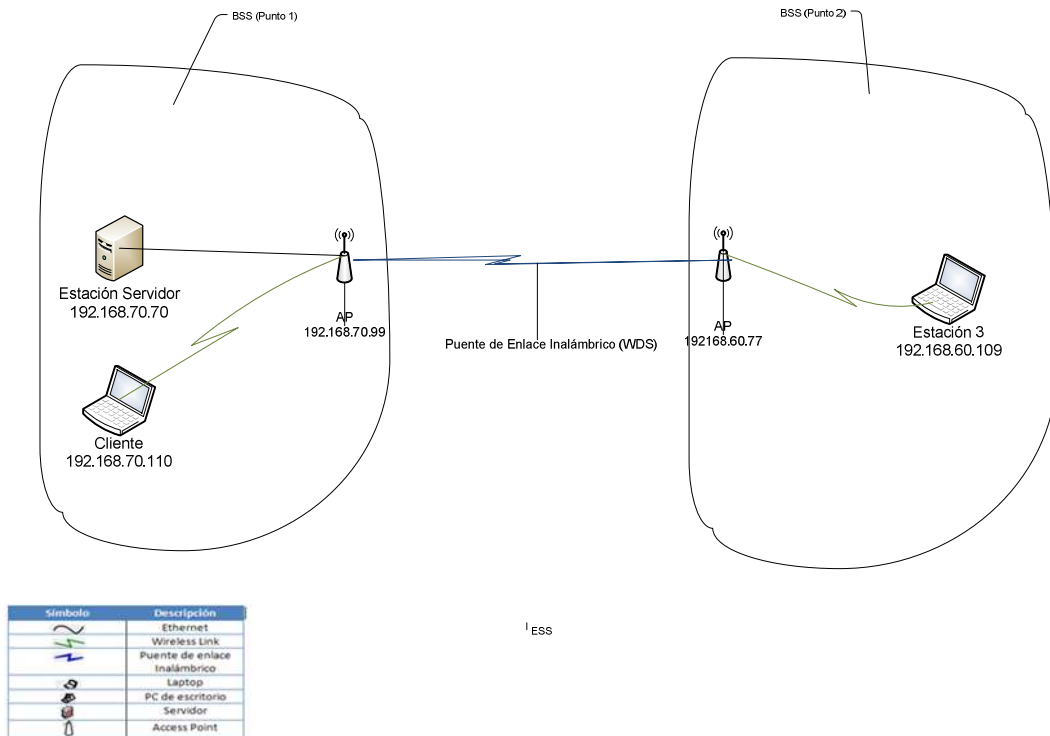 BSS (Punto 1)
BSS (Punto 2)
Estación Servidor
192.168.70.70
AP
192.168.70.99
Puente de Enlace Inalámbrico (WDS)
AP
192168.60.77
Estación 3
192.168.60.109
Cliente
192.168.70.110
ESS
Símbolo Descripción
Ethernet
Wireless Link
Puente de enlace
Inalámbrico
Laptop
PC de escritorio
Servidor
Access Point